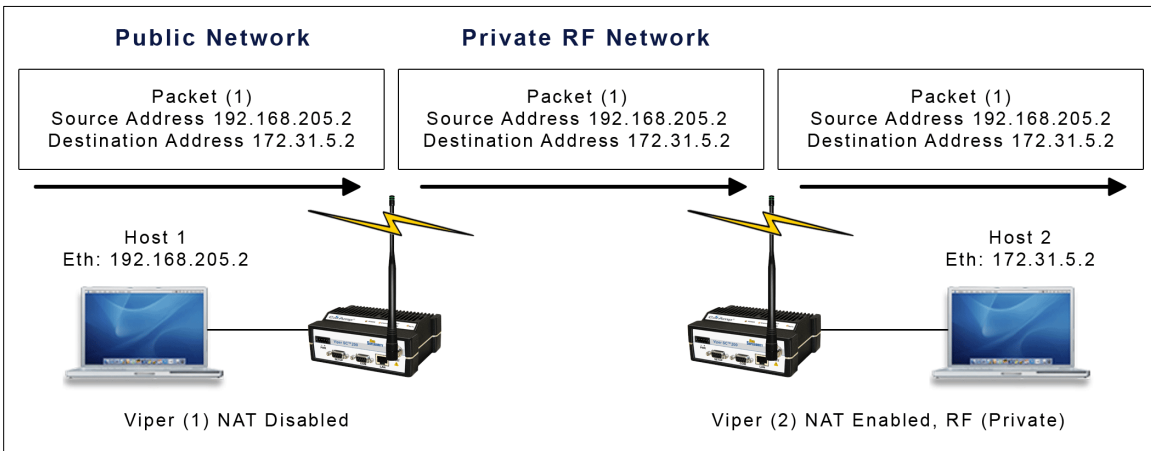 Public Network
Private RF Network
Packet (1)
Source Address 192.168.205.2
Destination Address 172.31.5.2
Packet (1)
Source Address 192.168.205.2
Destination Address 172.31.5.2
Packet (1)
Source Address 192.168.205.2
Destination Address 172.31.5.2
Host 1
Eth: 192.168.205.2
Host 2
Eth: 172.31.5.2
Viper (1) NAT Disabled
Viper (2) NAT Enabled, RF (Private)